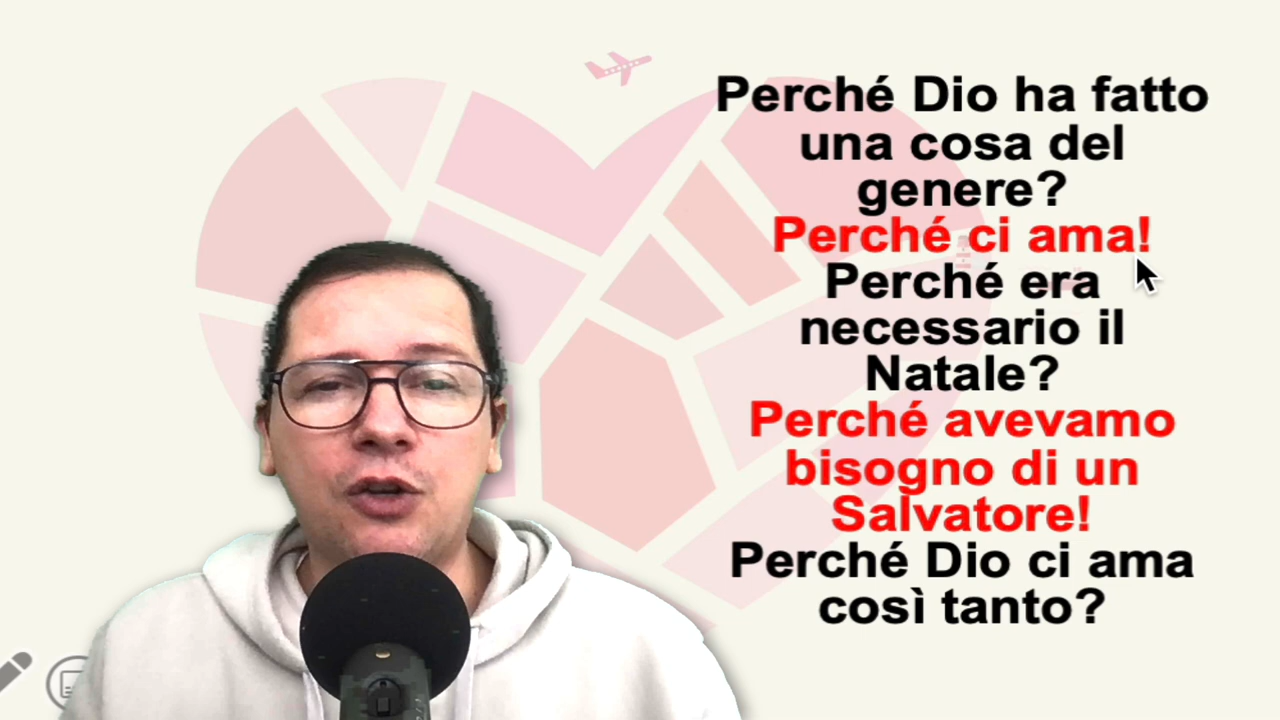 Perché Dio ha fatto
una cosa del
genere?
Perché ci ama!
Perché era
necessario il
Natale?
Perché avevamo
bisogno di un
Salvatore!
Perché Dio ci ama
così tanto?